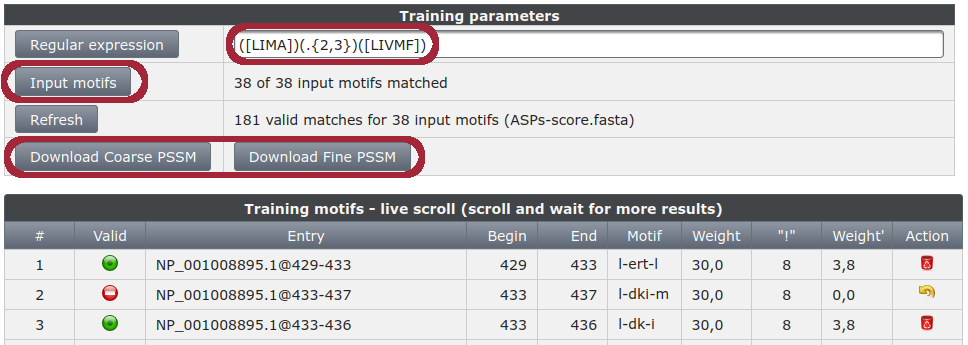 Training parameters
Regular expression ([LIMA])(.{2,3})([LIVMF])
Input motifs 38 of 38 input motifs matched
Refresh 181 valid matches for 38 input motifs (ASPs-score.fasta)
Download Coarse PSSM Download Fine PSSM
Training motifs - live scroll (scroll and wait for more results)
# Valid Entry Begin End Motif Weight "!" Weight' Action
1 NP_001008895.1@429-433 429 433 l-ert-l 30,0 8 3,8
2 NP_001008895.1@433-437 433 437 l-dki-m 30,0 8 0,0
3 NP_001008895.1@433-436 433 436 l-dk-i 30,0 8 3,8